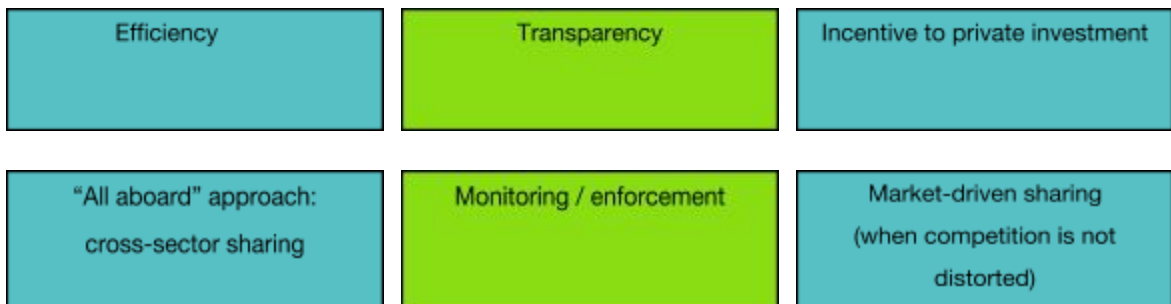 Efficiency
Transparency
Incentive to private investment
“All aboard” approach:
cross-sector sharing
Monitoring / enforcement
Market-driven sharing
(when competition is not
distorted)